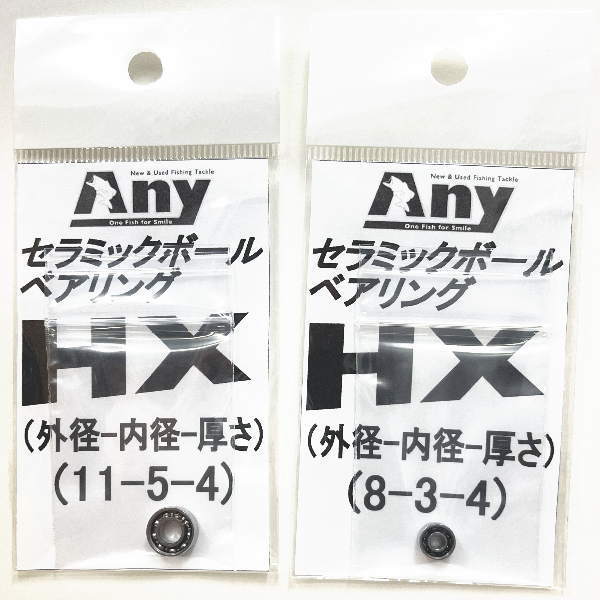 New & Used Fishing Tackle
Any
One Fish for Smile
セラミックボール
ベアリング
HX
(外径-内径-厚さ)
(11-5-4)
New & Used Fishing Tackle
Any
One Fish for Smile
セラミックボール
ベアリング
HX
(外径-内径-厚さ)
(8-3-4)